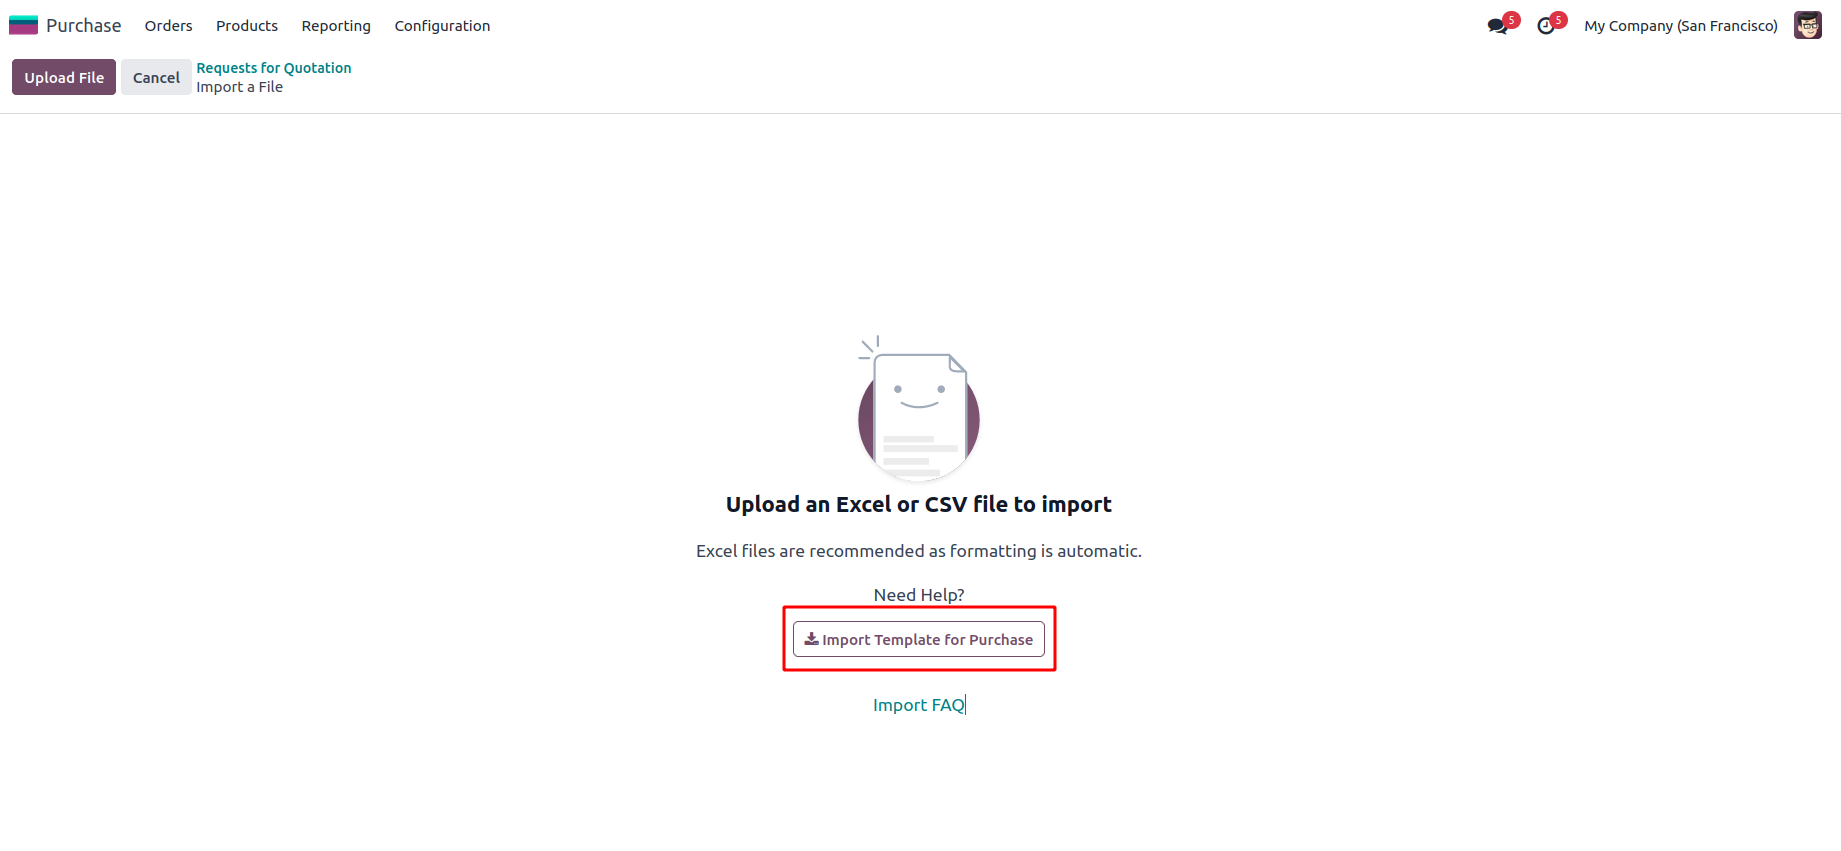 Purchase Orders Products Reporting Configuration 5 5 My Company (San Francisco)
Upload File Cancel Requests for Quotation
Import a File
Upload an Excel or CSV file to import
Excel files are recommended as formatting is automatic.
Need Help?
Import Template for Purchase
Import FAQ